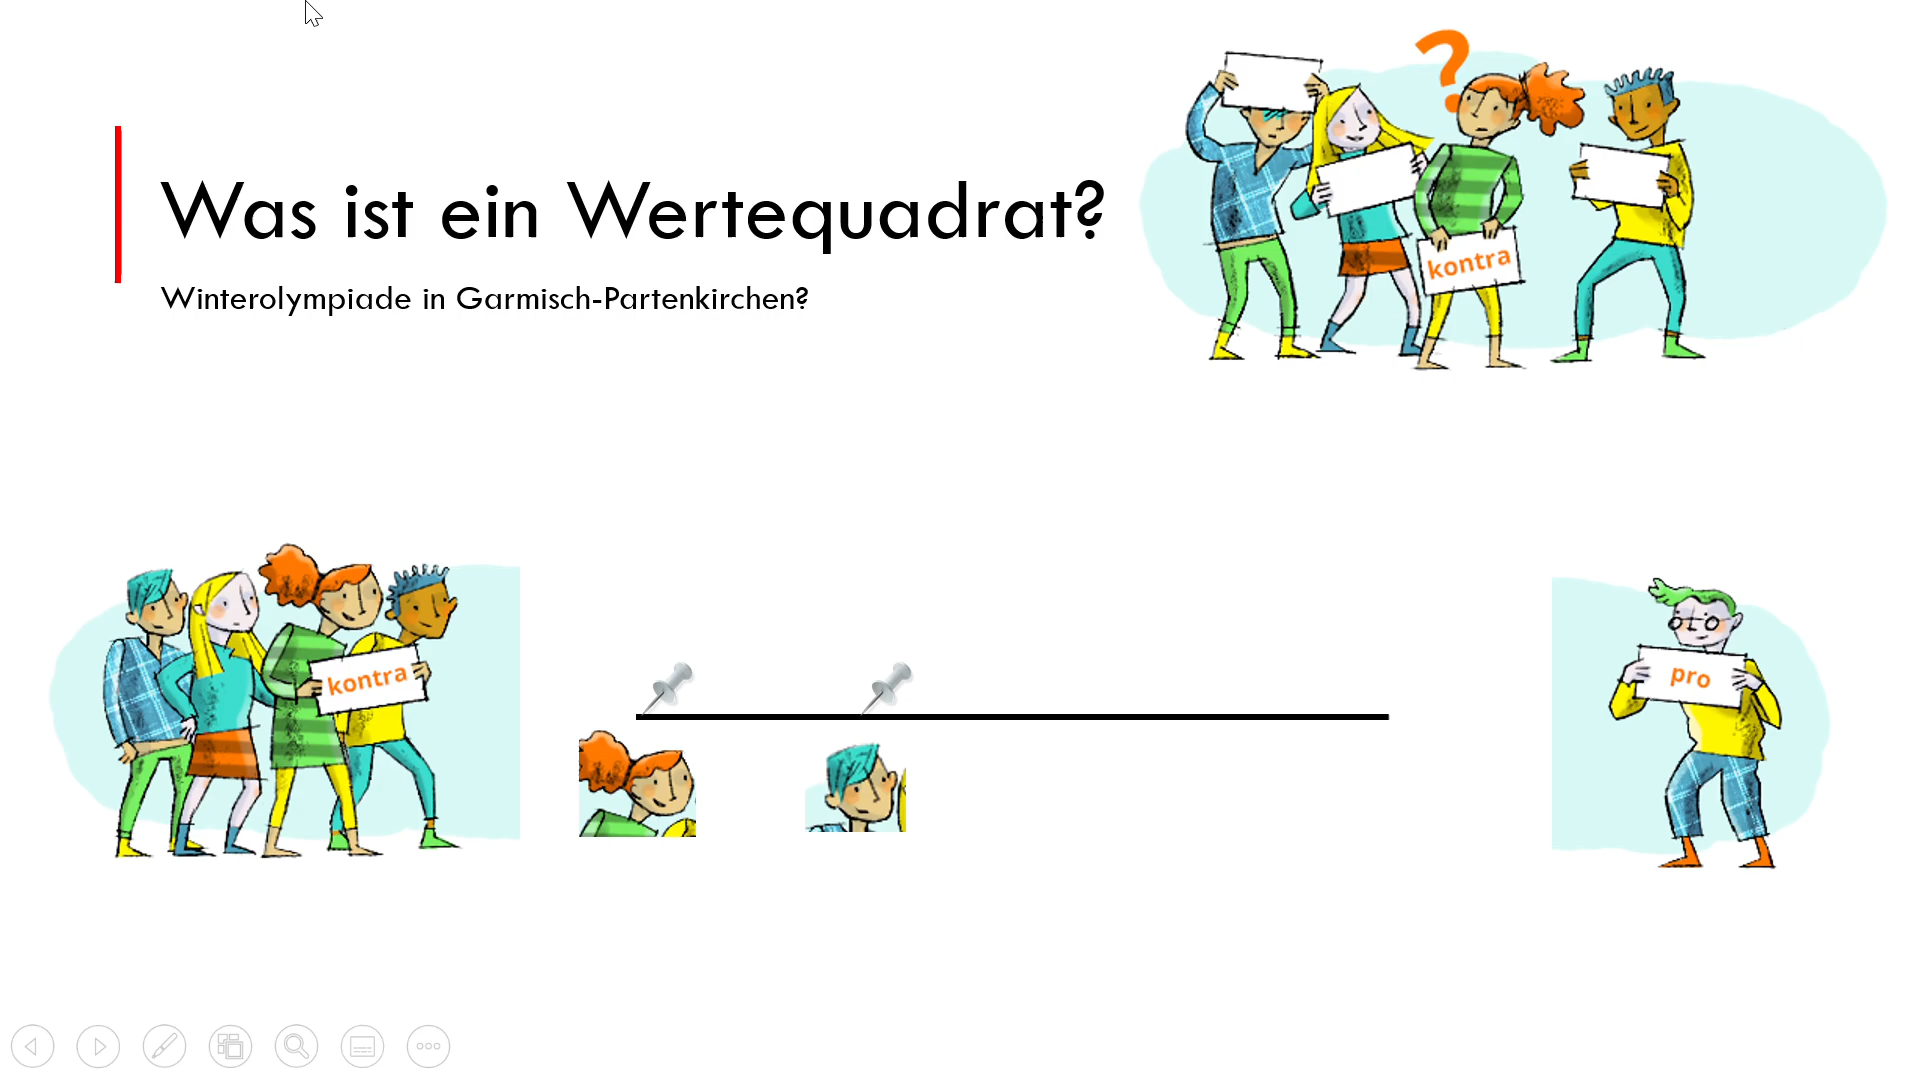 Was ist ein Wertequadrat?
Winterolympiade in Garmisch-Partenkirchen?
?
kontra
kontra
pro